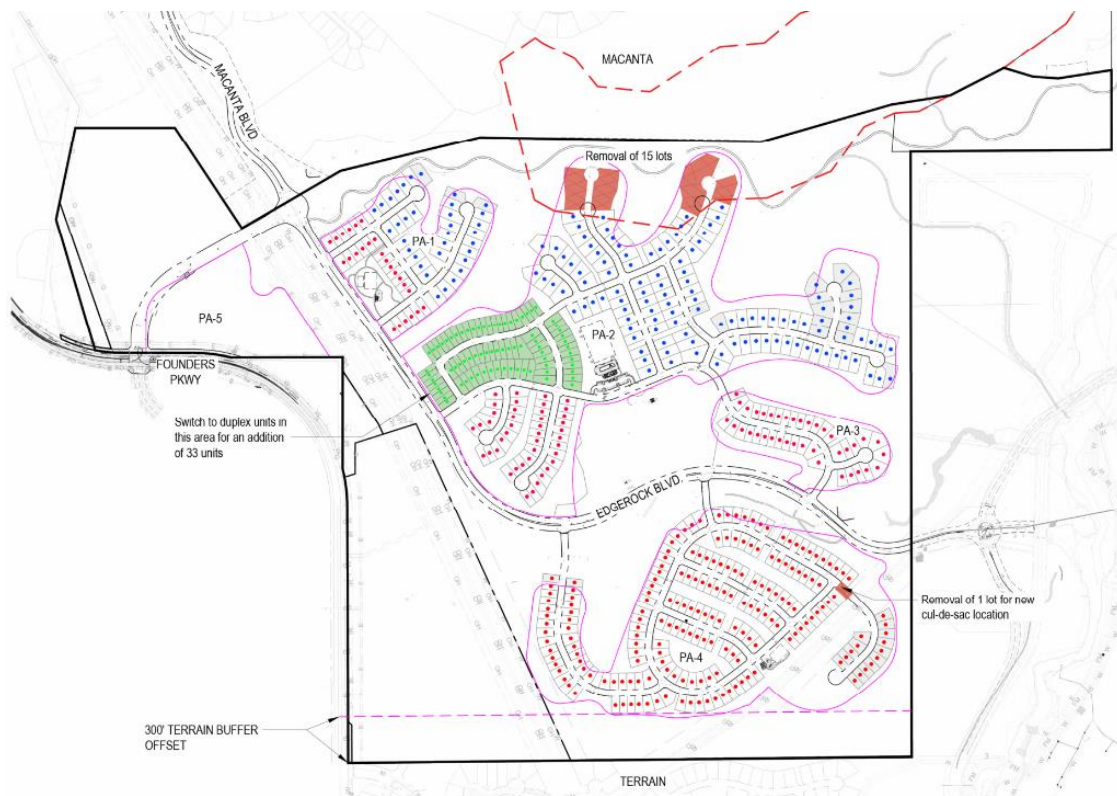 MACANTA
MACANTA BLVD.
Removal of 15 lots
PA-1
PA-5
PA-2
FOUNDERS
PKWY
Switch to duplex units in
this area for an addition
of 33 units
PA-3
EDGEROCK BLVD.
Removal of 1 lot for new
cul-de-sac location
PA-4
300' TERRAIN BUFFER
OFFSET
TERRAIN